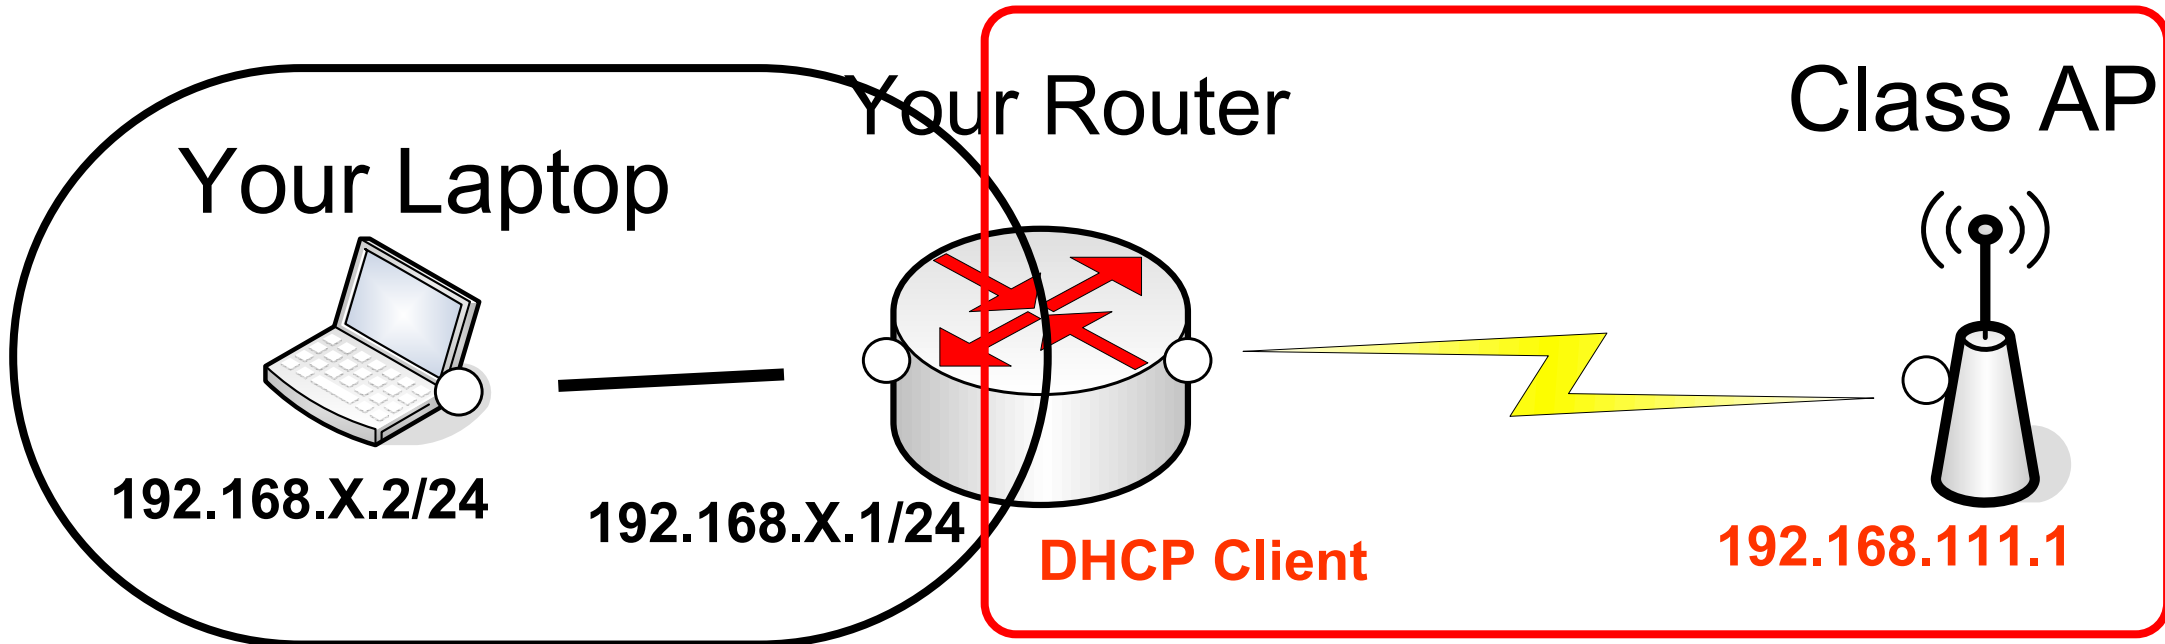 Your Laptop
Your Router
Class AP
192.168.X.2/24
192.168.X.1/24
DHCP Client
192.168.111.1